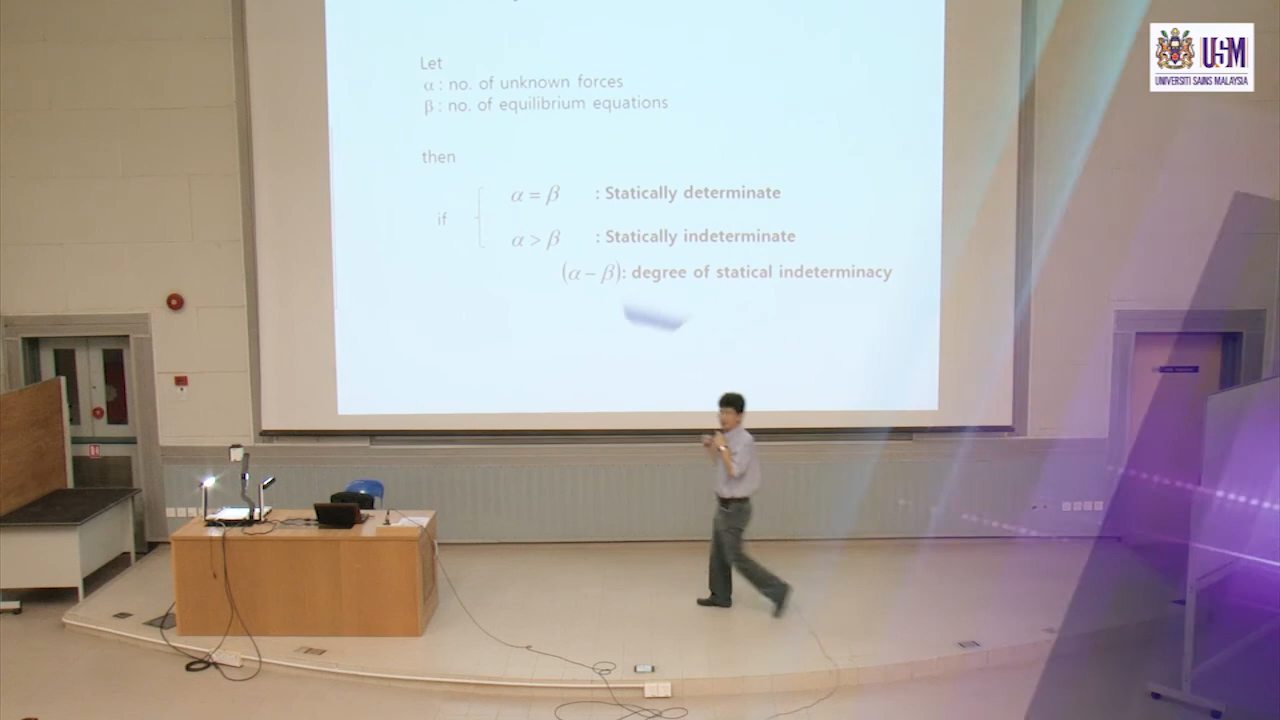 Let
α : no. of unknown forces
β : no. of equilibrium equations
then
if
α = β : Statically determinate
α > β : Statically indeterminate
(α − β): degree of statical indeterminacy
USM
UNIVERSITI SAINS MALAYSIA